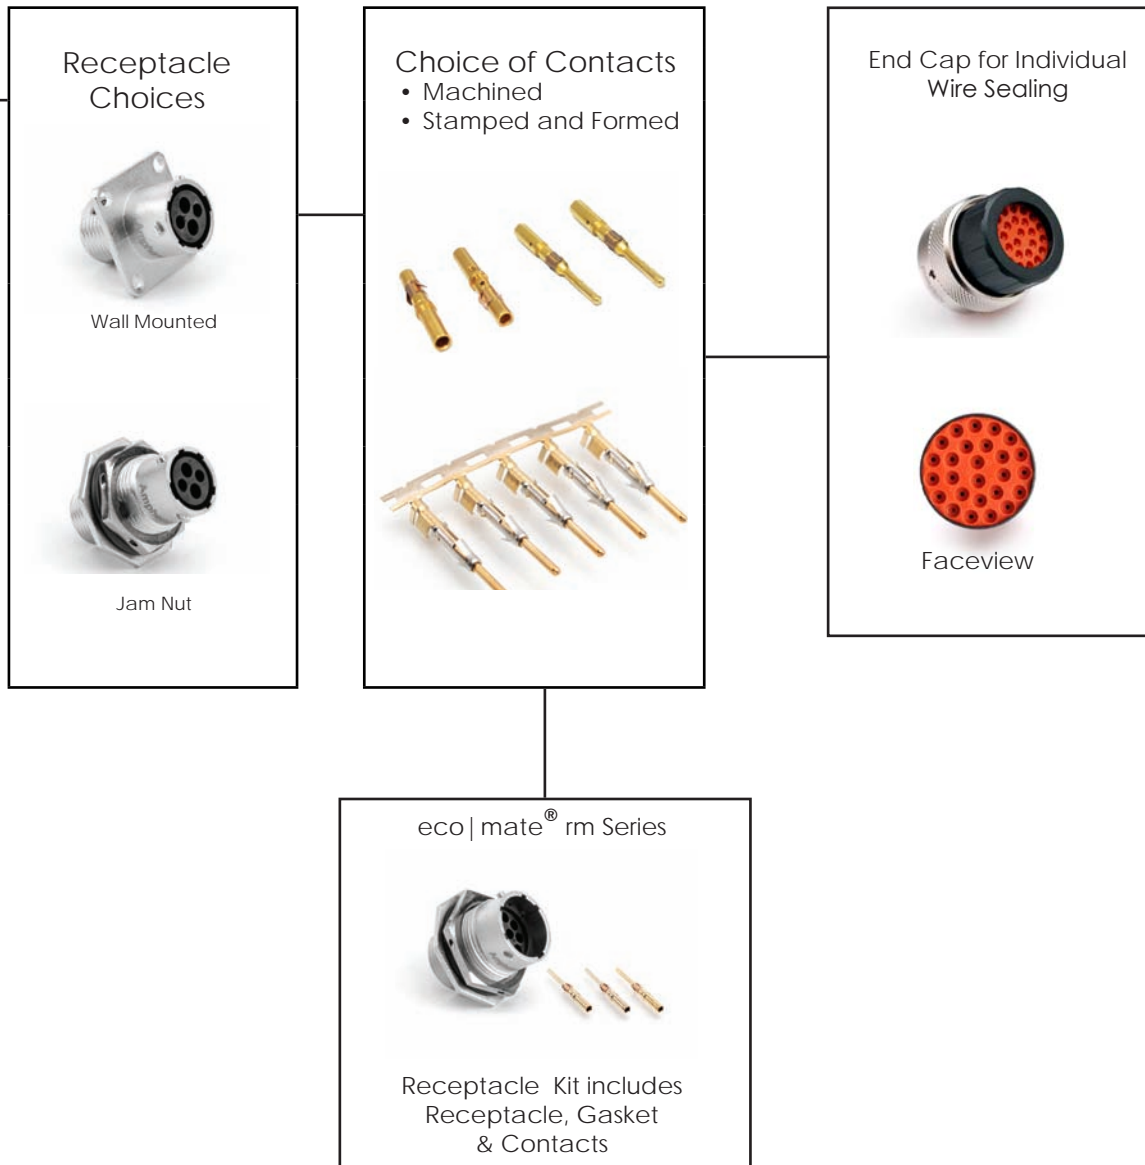 Receptacle
Choices
Wall Mounted
Jam Nut
Choice of Contacts
• Machined
• Stamped and Formed
End Cap for Individual
Wire Sealing
Faceview
eco|mate® rm Series
Receptacle Kit includes
Receptacle, Gasket
& Contacts